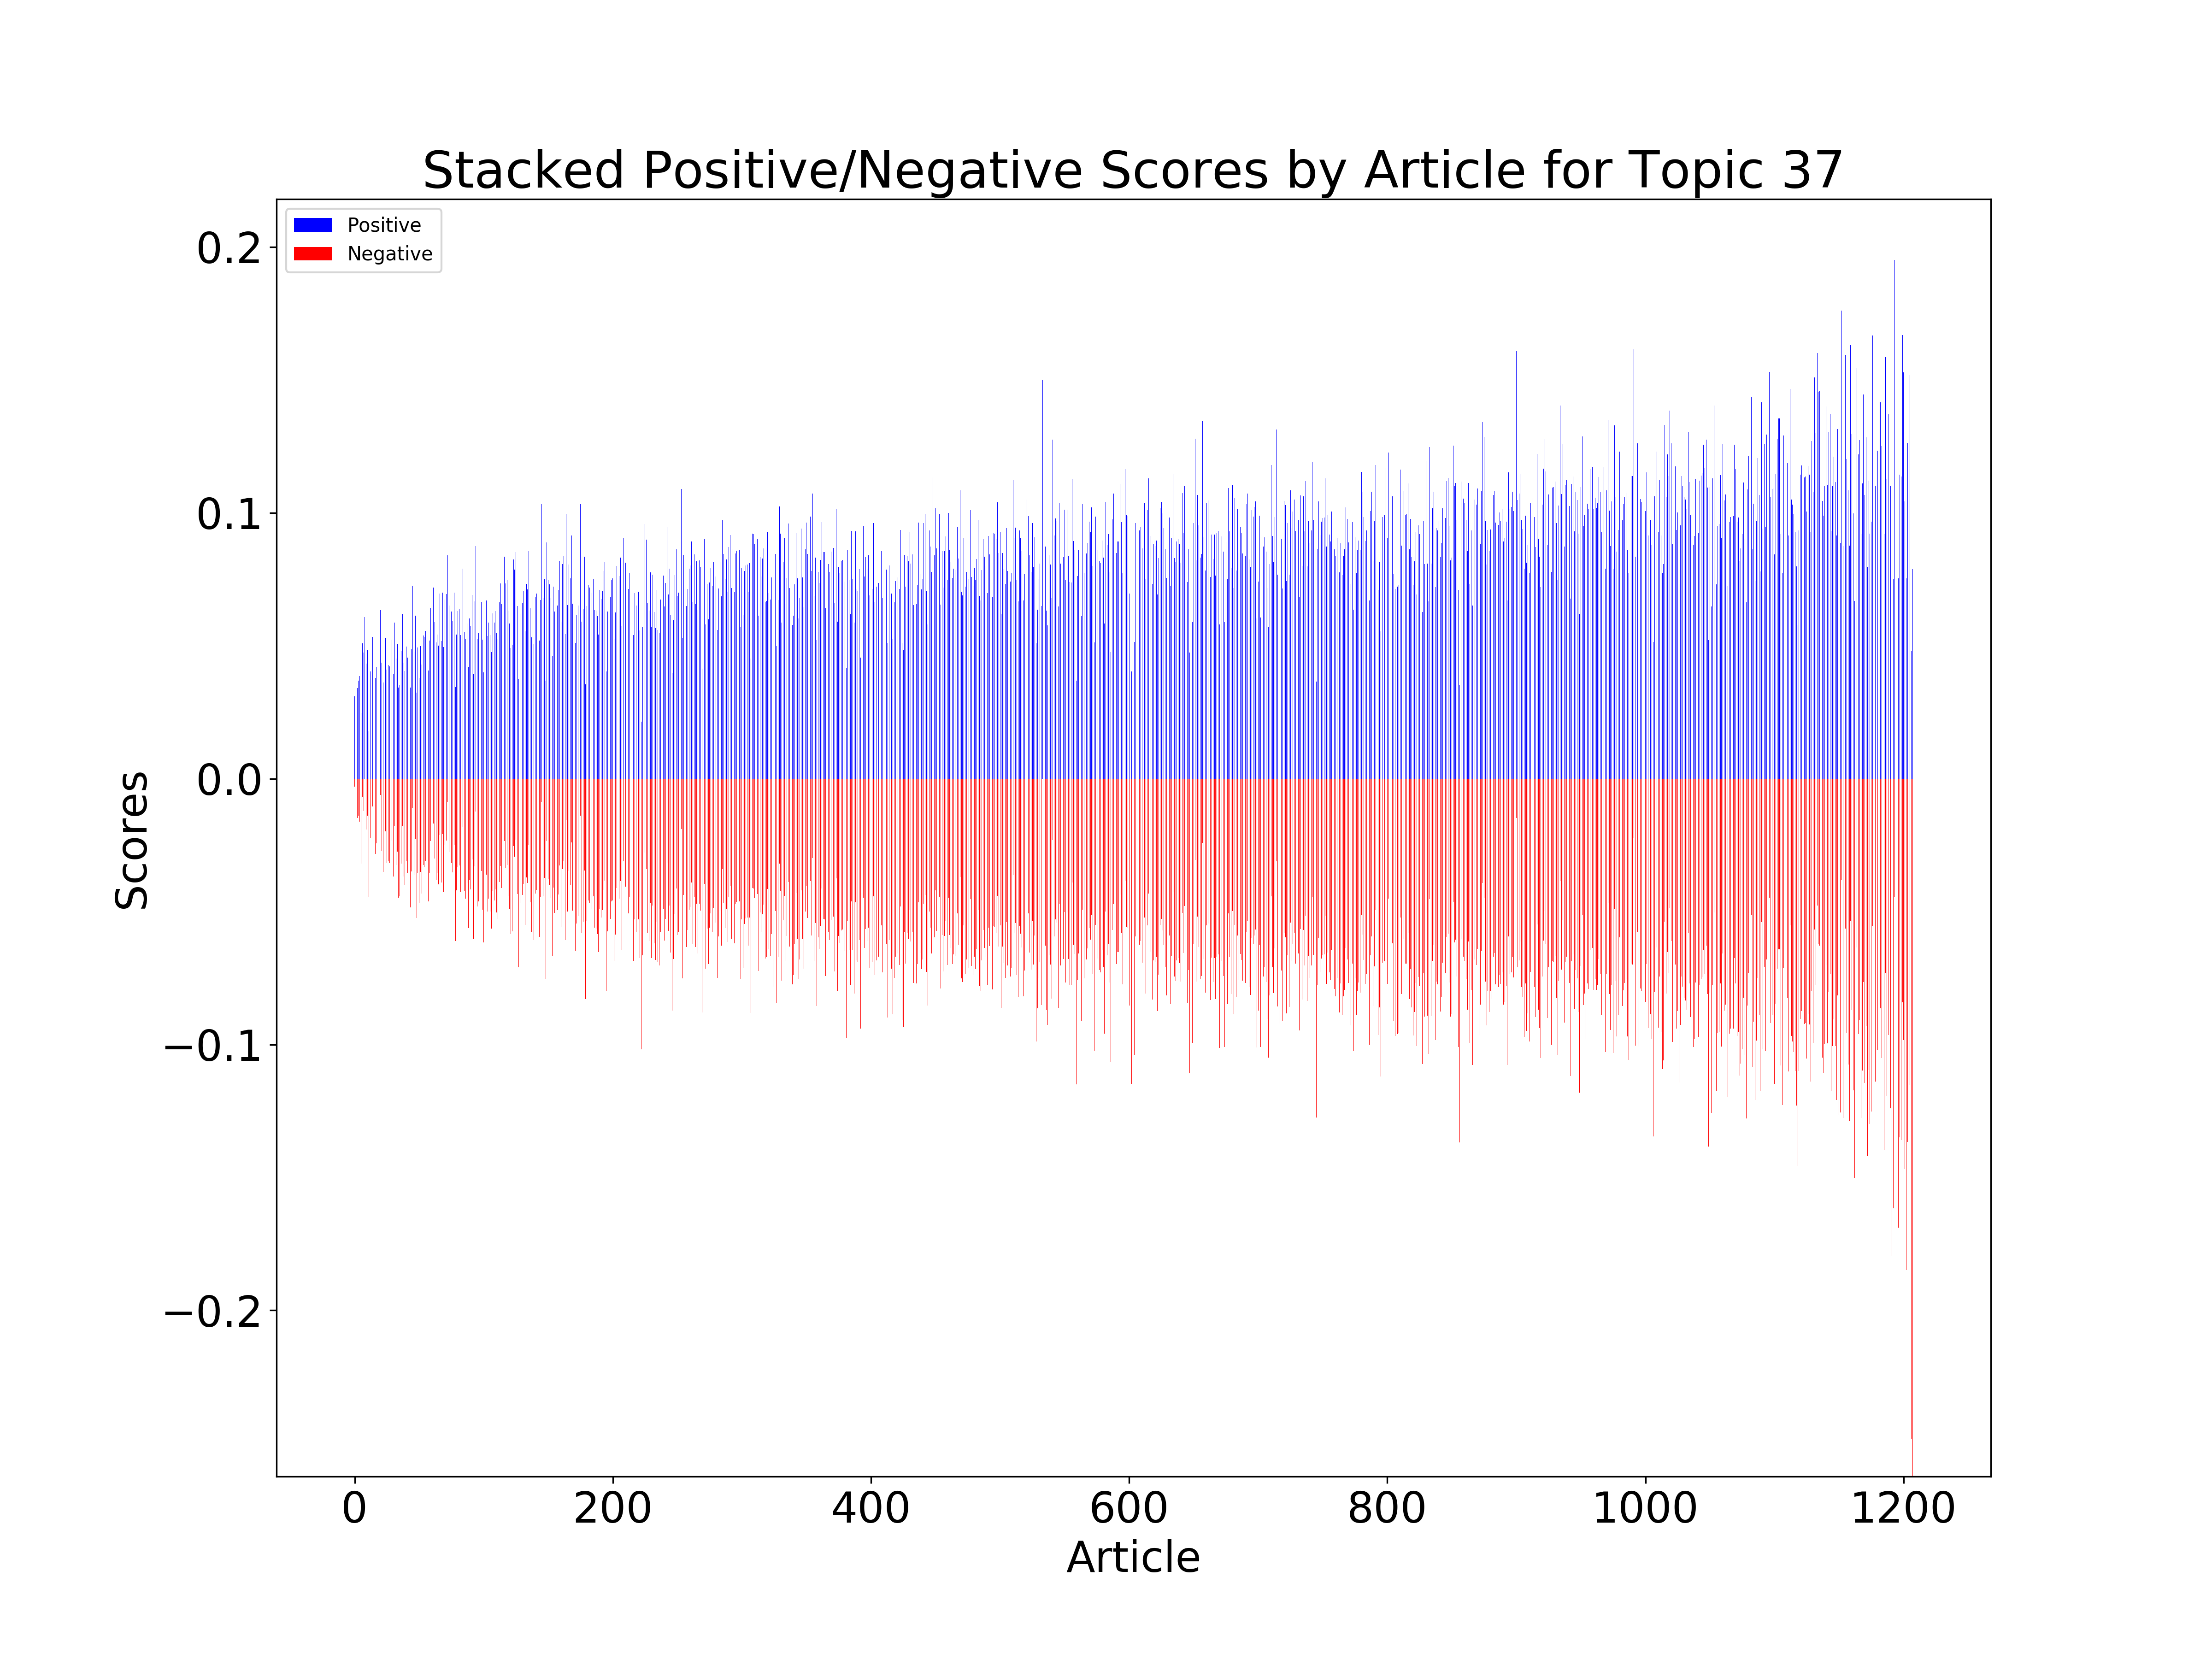 Stacked Positive/Negative Scores by Article for Topic 37
Positive
Negative
0.2
0.1
0.0
−0.1
−0.2
Scores
0 200 400 600 800 1000 1200
Article